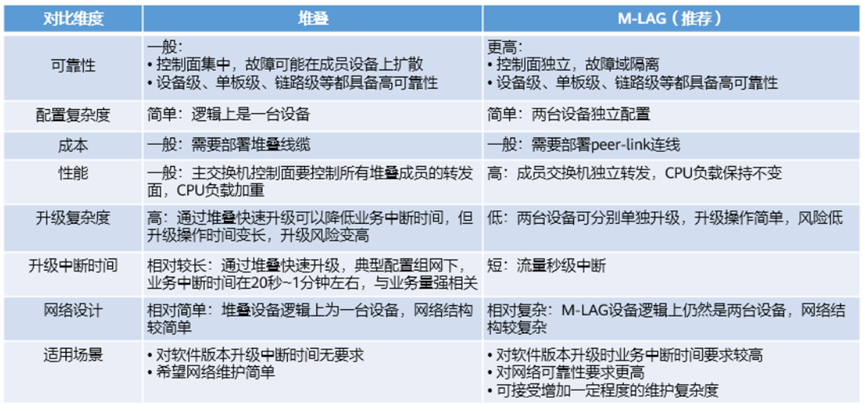 对比维度 堆叠 M-LAG（推荐）
可靠性
一般：
• 控制面集中，故障可能在成员设备上扩散
• 设备级、单板级、链路级等都具备高可靠性
更高：
• 控制面独立，故障域隔离
• 设备级、单板级、链路级等都具备高可靠性
配置复杂度 简单：逻辑上是一台设备 简单：两台设备独立配置
成本 一般：需要部署堆叠线缆 一般：需要部署peer-link连线
性能
一般：主交换机控制面要控制所有堆叠成员的转发
面，CPU负载加重
高：成员交换机独立转发，CPU负载保持不变
升级复杂度
高：通过堆叠快速升级可以降低业务中断时间，但
升级操作时间变长，升级风险变高
低：两台设备可分别单独升级，升级操作简单，风险低
升级中断时间
相对较长：通过堆叠快速升级，典型配置组网下，
业务中断时间在20秒~1分钟左右，与业务量强相关
短：流量秒级中断
网络设计
相对简单：堆叠设备逻辑上为一台设备，网络结构
较简单
相对复杂：M-LAG设备逻辑上仍然是两台设备，网络结
构较复杂
适用场景
• 对软件版本升级中断时间无要求
• 希望网络维护简单
• 对软件版本升级时业务中断时间要求较高
• 对网络可靠性要求更高
• 可接受增加一定程度的维护复杂度